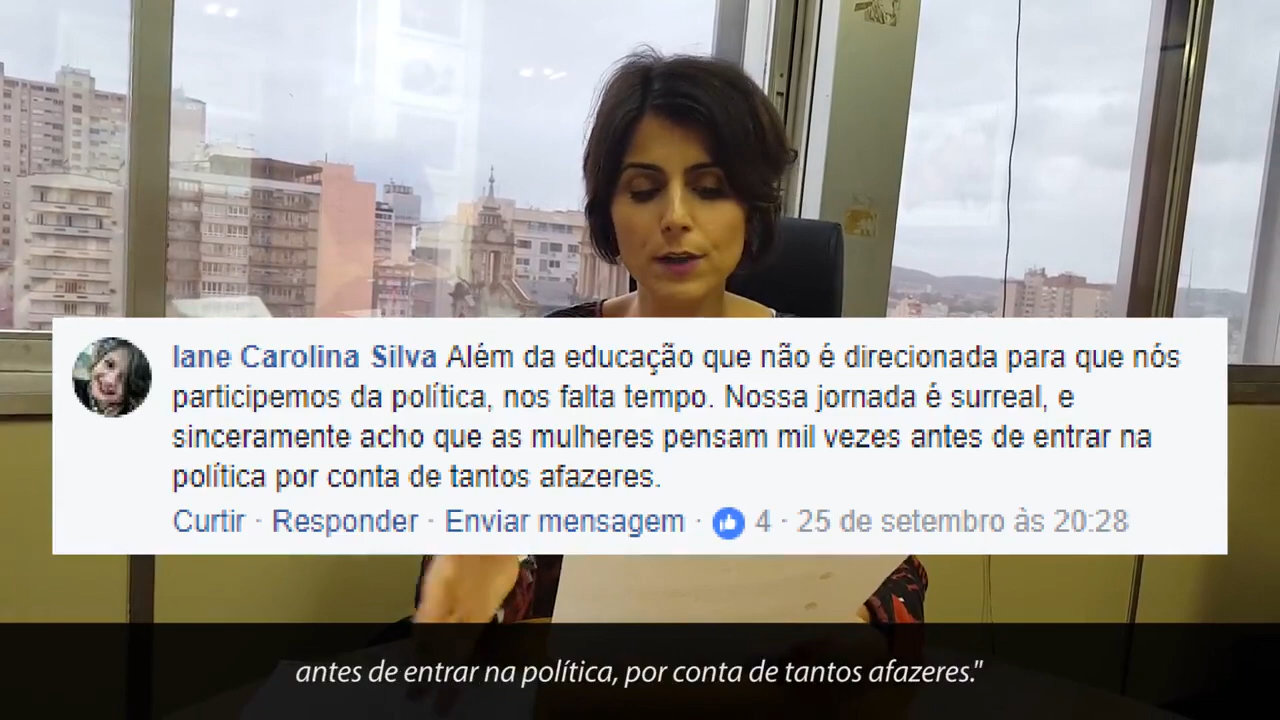 Iane Carolina Silva Além da educação que não é direcionada para que nós
participemos da política, nos falta tempo. Nossa jornada é surreal, e
sinceramente acho que as mulheres pensam mil vezes antes de entrar na
política por conta de tantos afazeres.
Curtir · Responder · Enviar mensagem · 4 · 25 de setembro às 20:28
antes de entrar na política, por conta de tantos afazeres."